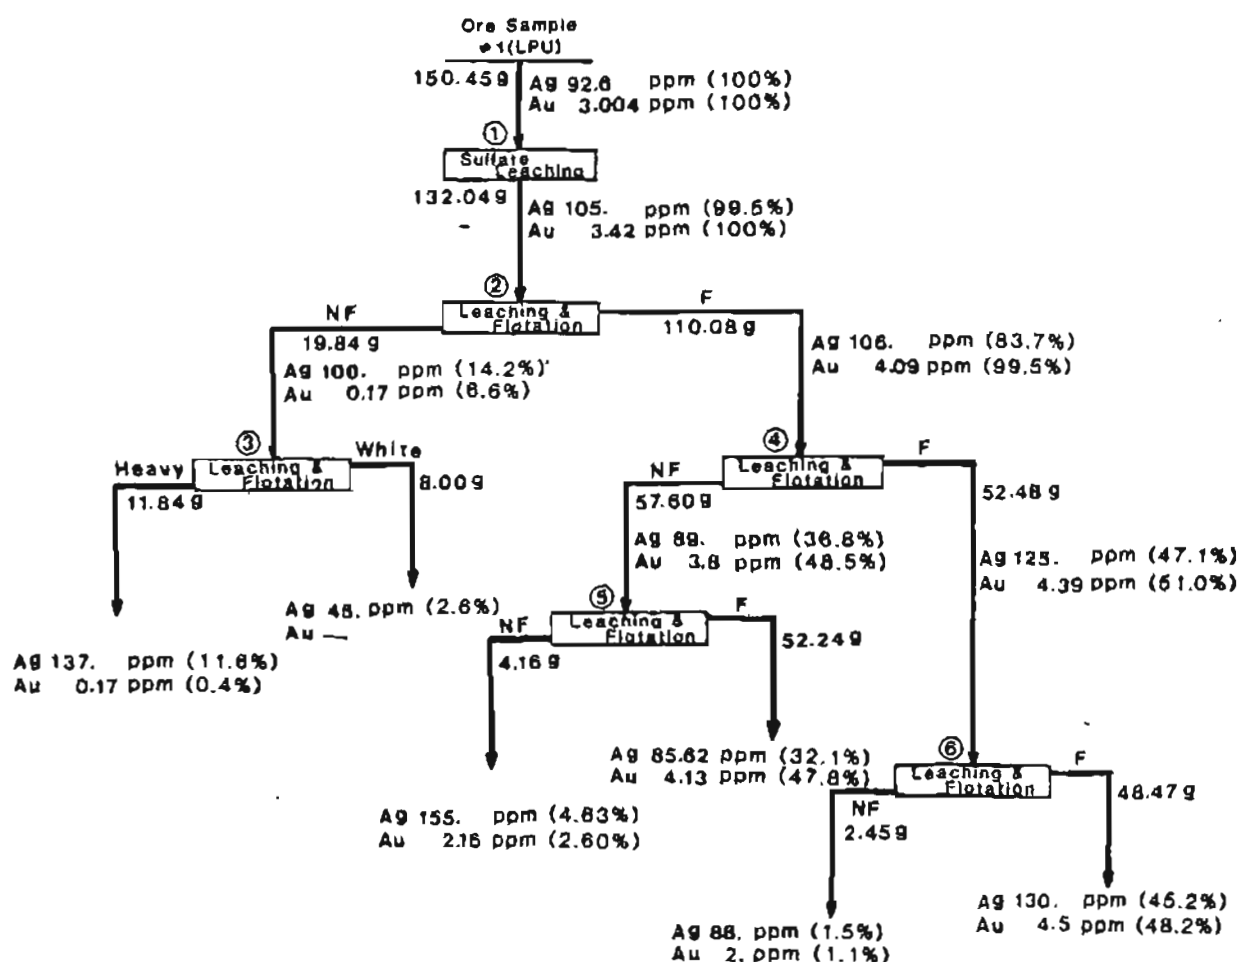 Ore Sample
#1(LPU)
150.45g
Ag 92.6 ppm (100%)
Au 3.004 ppm (100%)
①
Sulfate
Leaching
132.04g
Ag 105. ppm (99.5%)
Au 3.42 ppm (100%)
②
Leaching &
Flotation
NF
19.84 g
F
110.08 g
Ag 100. ppm (14.2%)
Au 0.17 ppm (6.6%)
Ag 106. ppm (83.7%)
Au 4.09 ppm (99.5%)
③
Leaching &
Flotation
Heavy
11.84 g
White
8.00g
④
Leaching &
Flotation
NF
57.60 g
F
52.48 g
Ag 89. ppm (36.8%)
Au 3.8 ppm (48.5%)
Ag 125. ppm (47.1%)
Au 4.39 ppm (51.0%)
Ag 45. ppm (2.6%)
Au —
Ag 137. ppm (11.6%)
Au 0.17 ppm (0.4%)
⑤
Leaching &
Flotation
NF
4.16 g
F
52.24 g
Ag 85.62 ppm (32.1%)
Au 4.13 ppm (47.8%)
Ag 155. ppm (4.63%)
Au 2.16 ppm (2.60%)
⑥
Leaching &
Flotation
NF
2.45 g
F
48.47 g
Ag 88. ppm (1.5%)
Au 2. ppm (1.1%)
Ag 130. ppm (45.2%)
Au 4.5 ppm (48.2%)